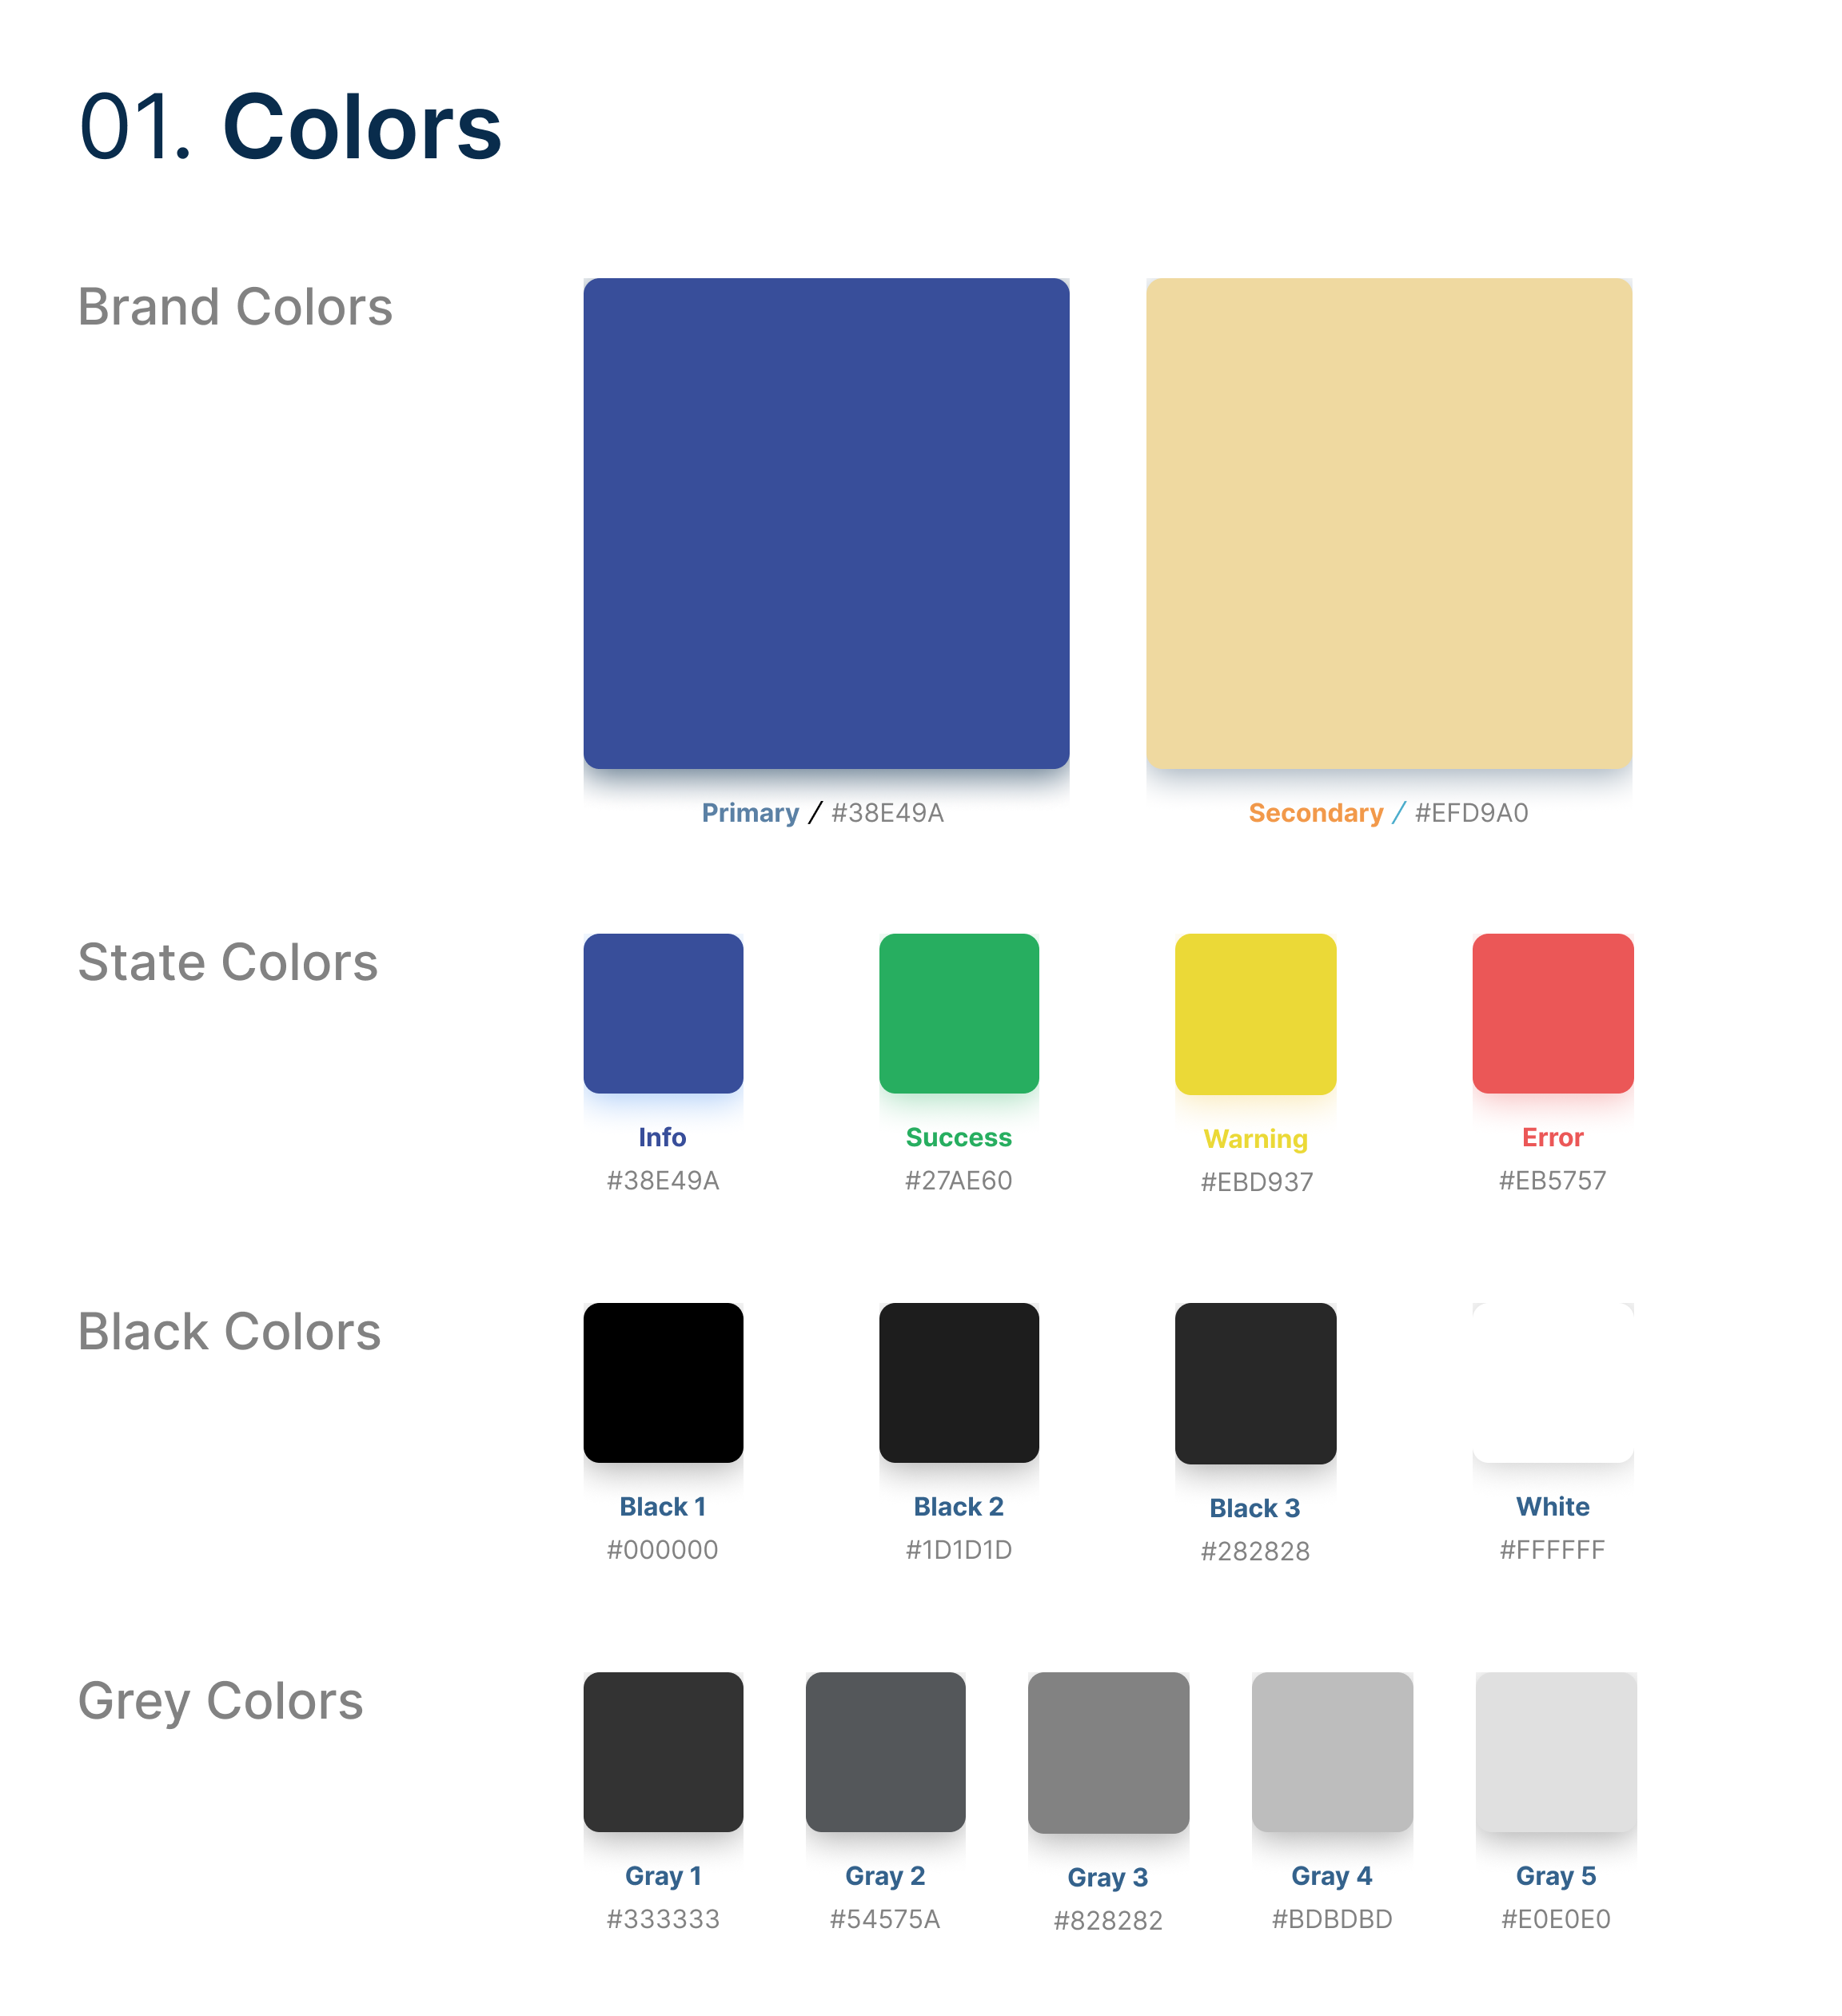 01. Colors
Brand Colors
Primary / #38E49A
Secondary / #EFD9A0
State Colors
Info
#38E49A
Success
#27AE60
Warning
#EBD937
Error
#EB5757
Black Colors
Black 1
#000000
Black 2
#1D1D1D
Black 3
#282828
White
#FFFFFF
Grey Colors
Gray 1
#333333
Gray 2
#54575A
Gray 3
#828282
Gray 4
#BDBDBD
Gray 5
#E0E0E0